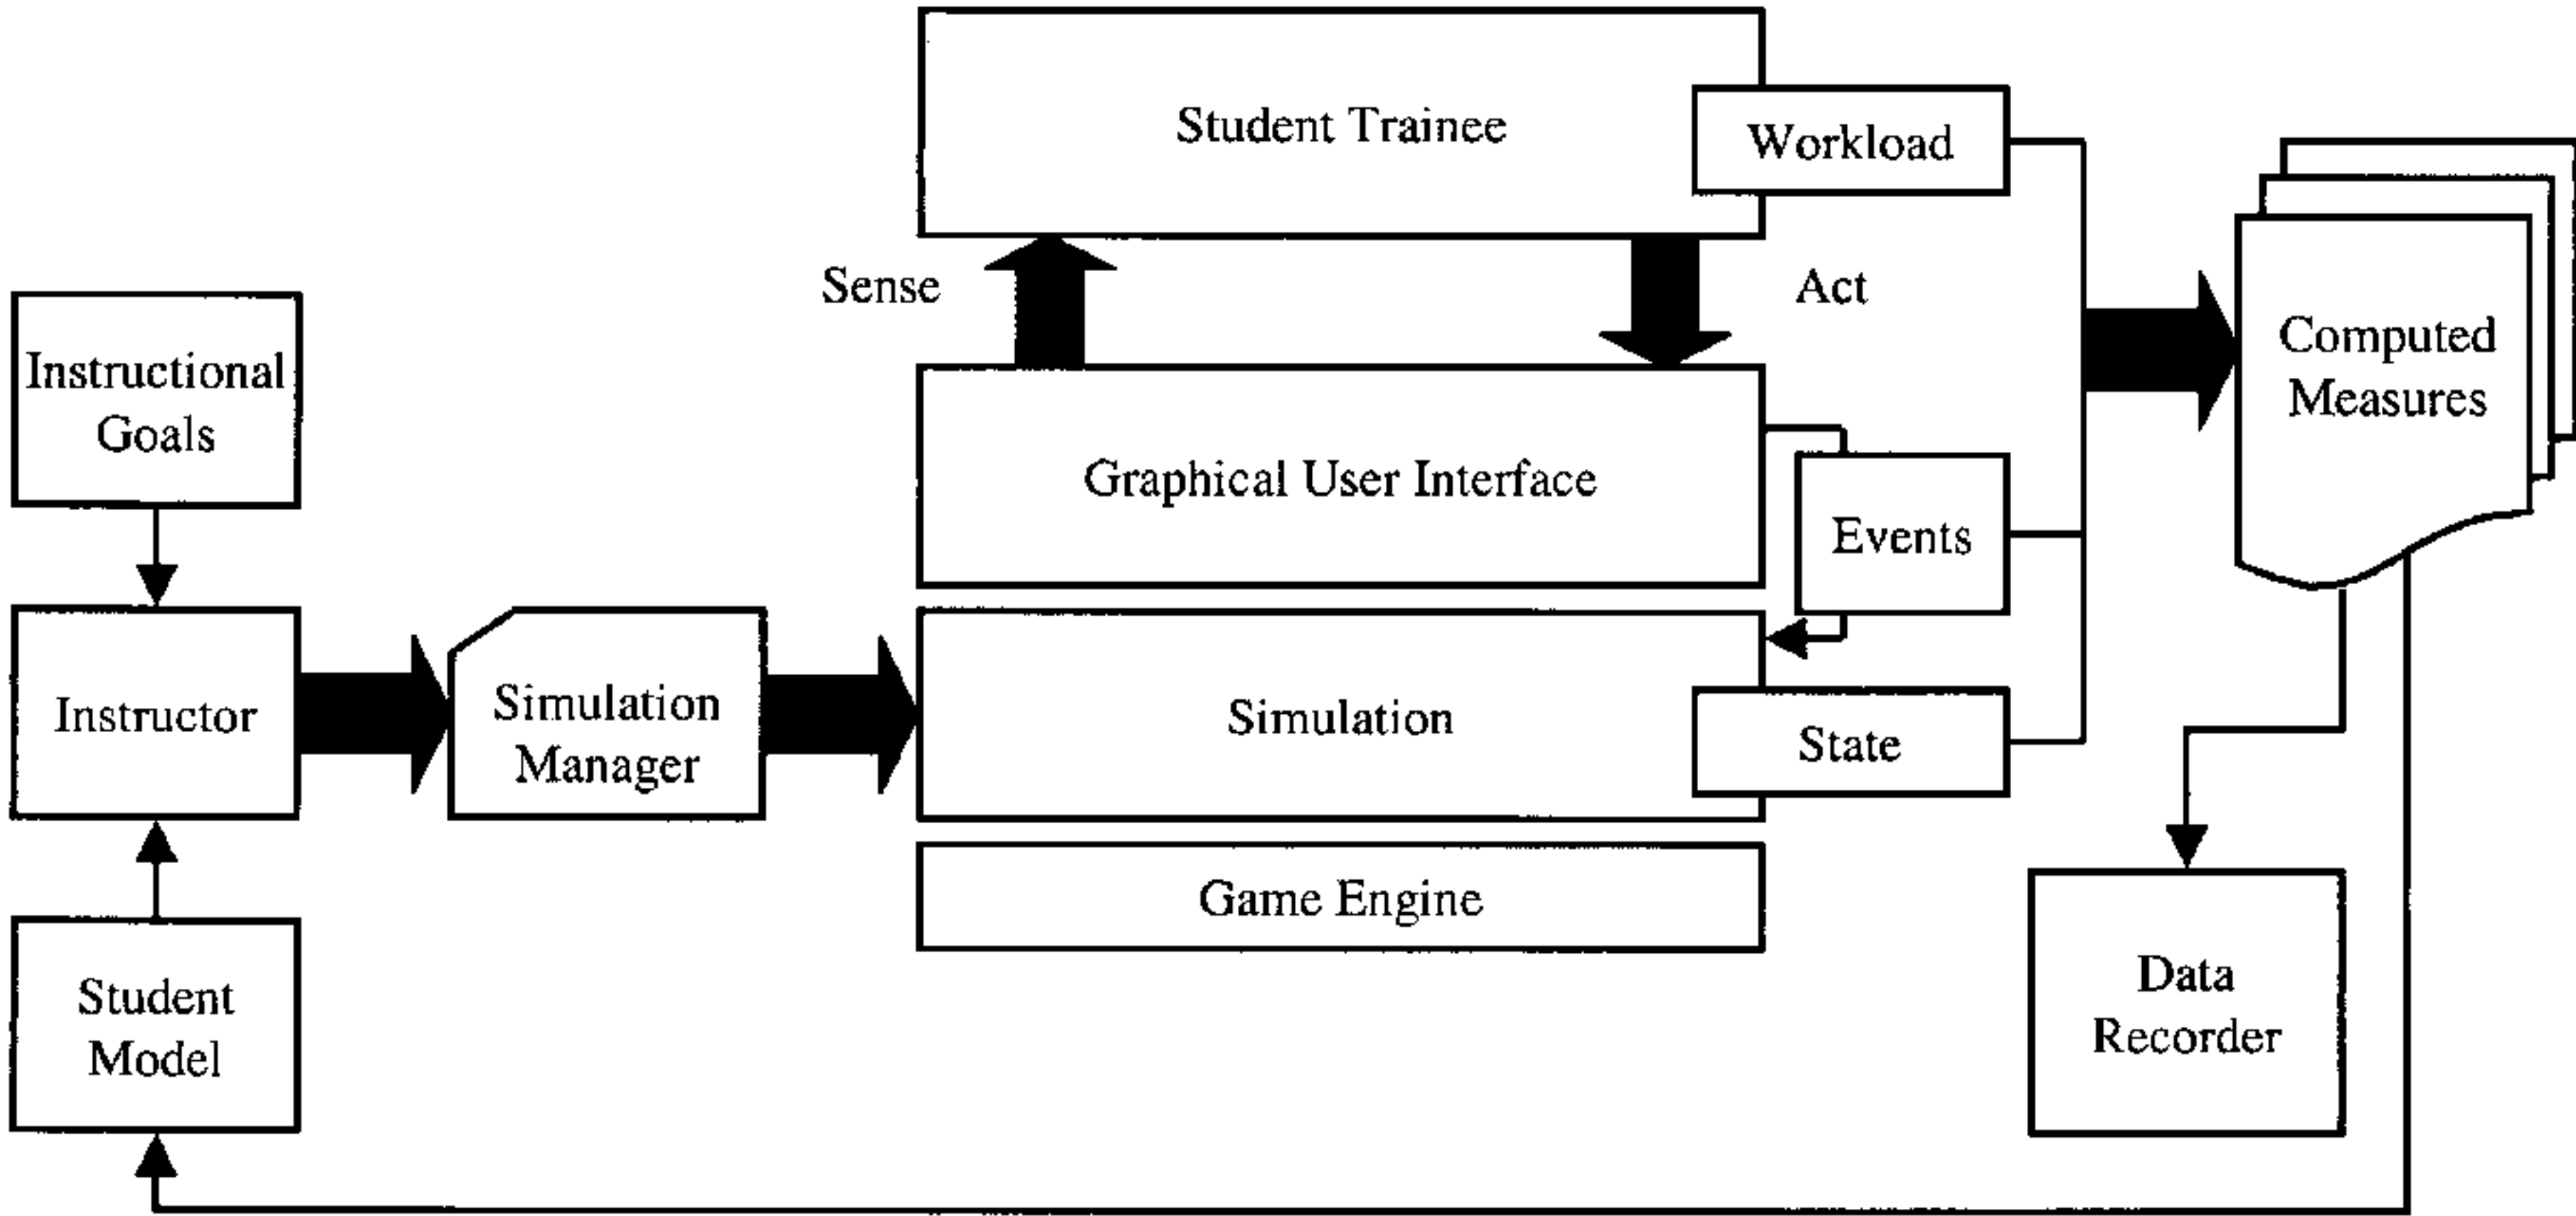 Student Trainee
Workload
Sense
Act
Instructional
Goals
Computed
Measures
Graphical User Interface
Events
Instructor
Simulation
Manager
Simulation
State
Game Engine
Student
Model
Data
Recorder